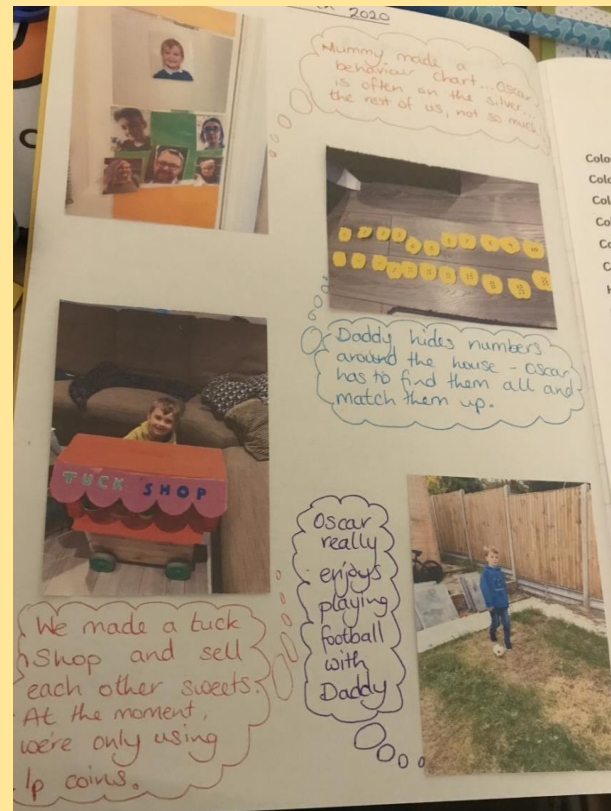 2020
Mummy made a
behaviour chart... Oscar
is often on the silver...
the rest of us, not so much
Daddy hides numbers
around the house - Oscar
has to find them all and
match them up.
TUCK SHOP
Oscar
really
enjoys
playing
football
with
Daddy
We made a tuck
Shop and sell
each other sweets.
At the moment,
we're only using
1p coins.